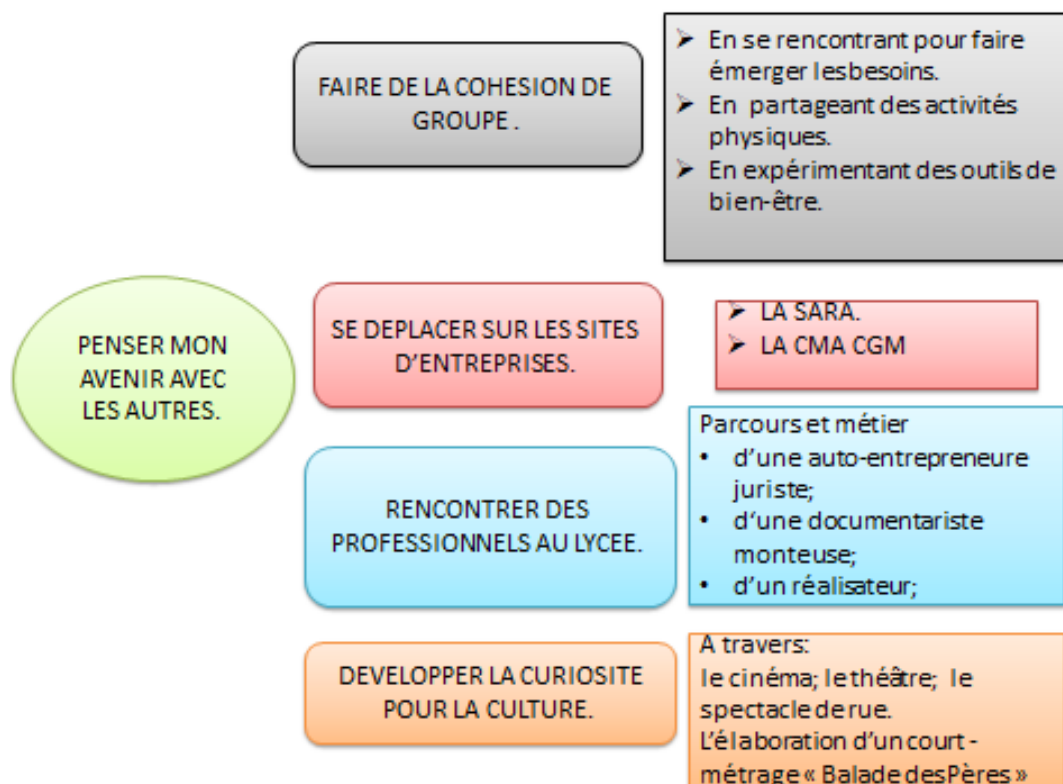 PENSER MON
AVENIR AVEC
LES AUTRES.
FAIRE DE LA COHESION DE
GROUPE .
➢ En se rencontrant pour faire
émerger lesbesoins.
➢ En partageant des activités
physiques.
➢ En expérimentant des outils de
bien-être.
SE DEPLACER SUR LES SITES
D’ENTREPRISES.
➢ LA SARA.
➢ LA CMA CGM
RENCONTRER DES
PROFESSIONNELS AU LYCEE.
Parcours et métier
• d’une auto-entrepreneure
juriste;
• d’une documentariste
monteuse;
• d’un réalisateur;
DEVELOPPER LA CURIOSITE
POUR LA CULTURE.
A travers:
le cinéma; le théâtre; le
spectacle de rue.
L’élaboration d’un court -
métrage « Balade desPères »